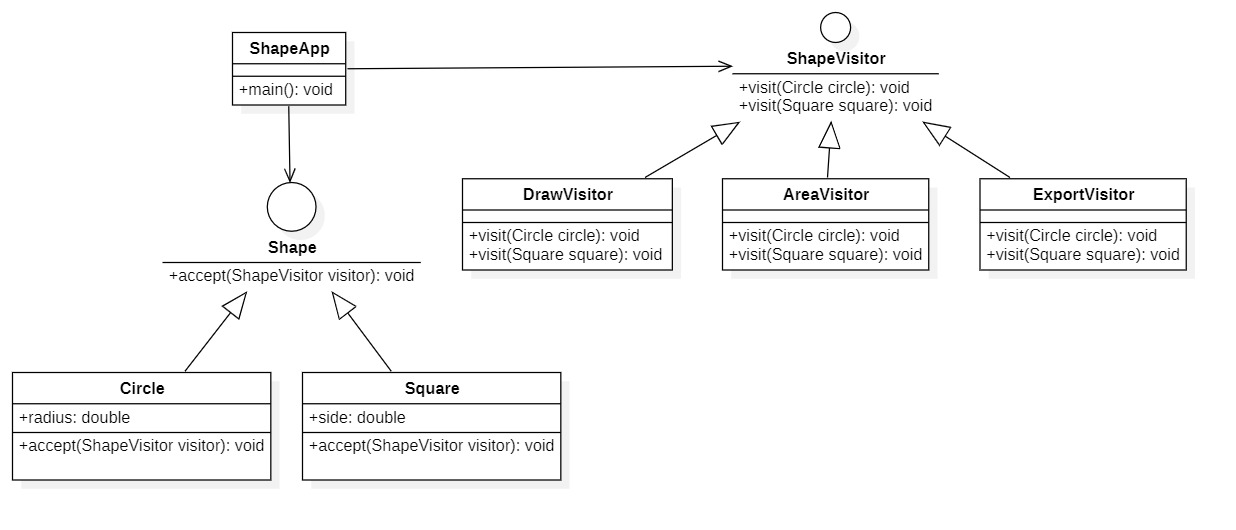 ShapeApp
+main(): void
ShapeVisitor
+visit(Circle circle): void
+visit(Square square): void
DrawVisitor
+visit(Circle circle): void
+visit(Square square): void
AreaVisitor
+visit(Circle circle): void
+visit(Square square): void
ExportVisitor
+visit(Circle circle): void
+visit(Square square): void
Shape
+accept(ShapeVisitor visitor): void
Circle
+radius: double
+accept(ShapeVisitor visitor): void
Square
+side: double
+accept(ShapeVisitor visitor): void